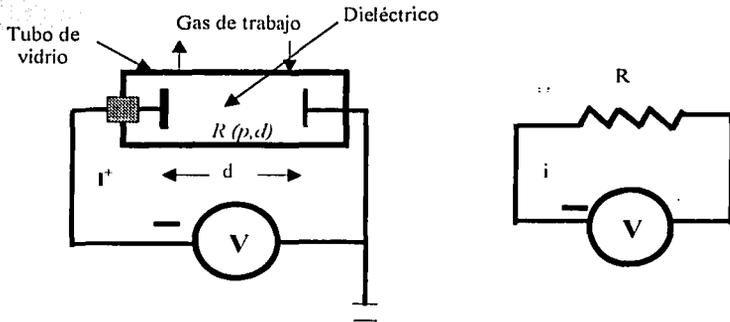 Tubo de
vidrio
Gas de trabajo
Dieléctrico
R (p,d)
I⁺
d
V
R
i
V